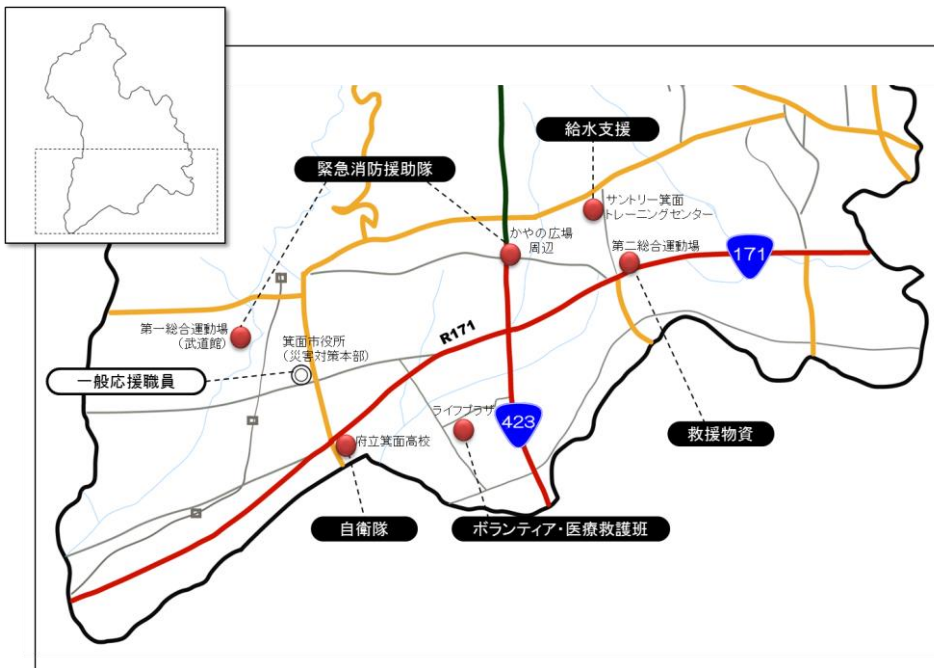 給水支援
緊急消防援助隊
サントリー箕面
トレーニングセンター
かやの広場
周辺
第二総合運動場
171
第一総合運動場
(武道館)
箕面市役所
(災害対策本部)
R171
一般応援職員
ライフプラザ
423
救援物資
府立箕面高校
自衛隊
ボランティア・医療救護班